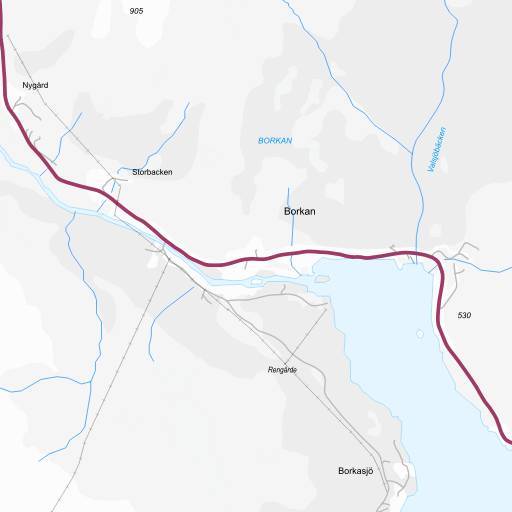 905
Nygård
BORKAN
Valsjöbäcken
Storbacken
Borkan
530
Rengårde
Borkasjö